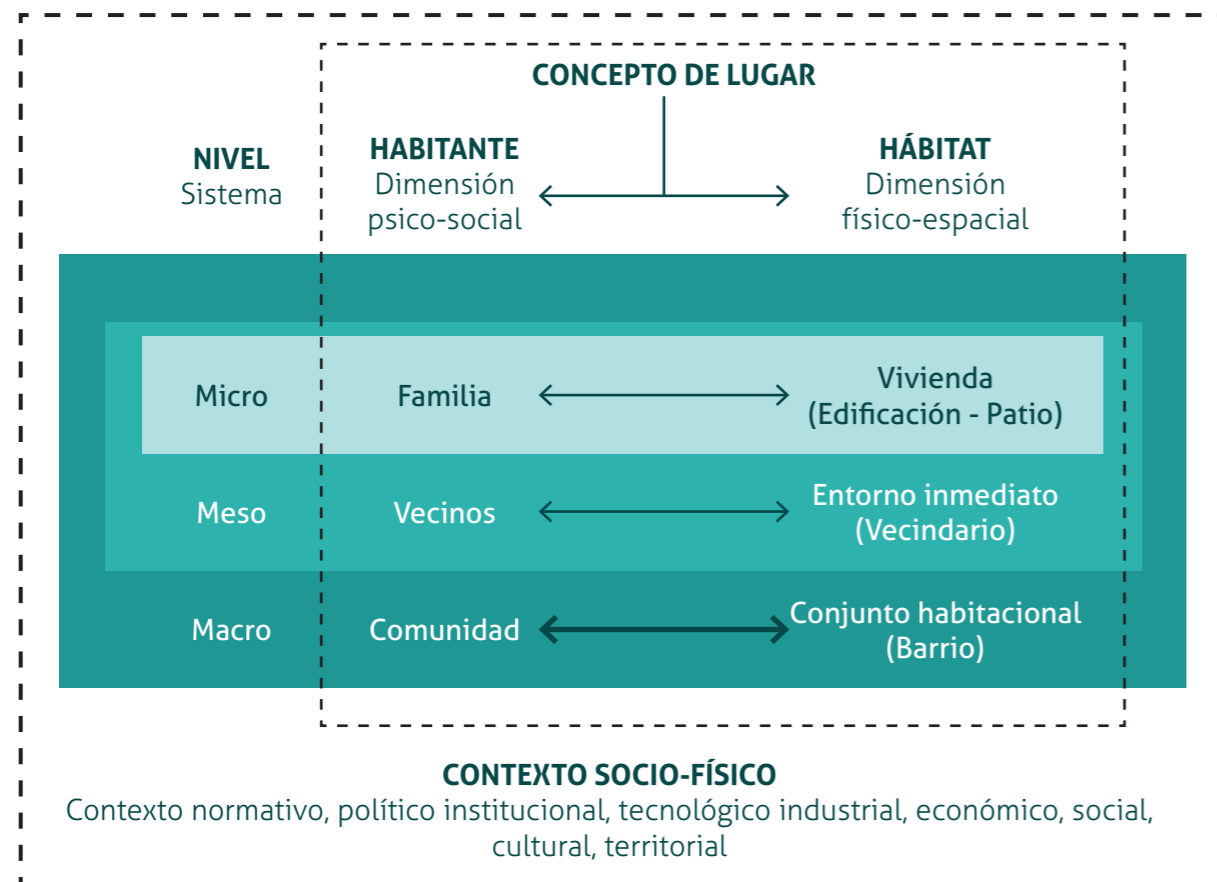 CONCEPTO DE LUGAR
NIVEL
Sistema
HABITANTE
Dimensión
psico-social
HÁBITAT
Dimensión
físico-espacial
Micro
Familia
Vivienda
(Edificación - Patio)
Meso
Vecinos
Entorno inmediato
(Vecindario)
Macro
Comunidad
Conjunto habitacional
(Barrio)
CONTEXTO SOCIO-FÍSICO
Contexto normativo, político institucional, tecnológico industrial, económico, social,
cultural, territorial